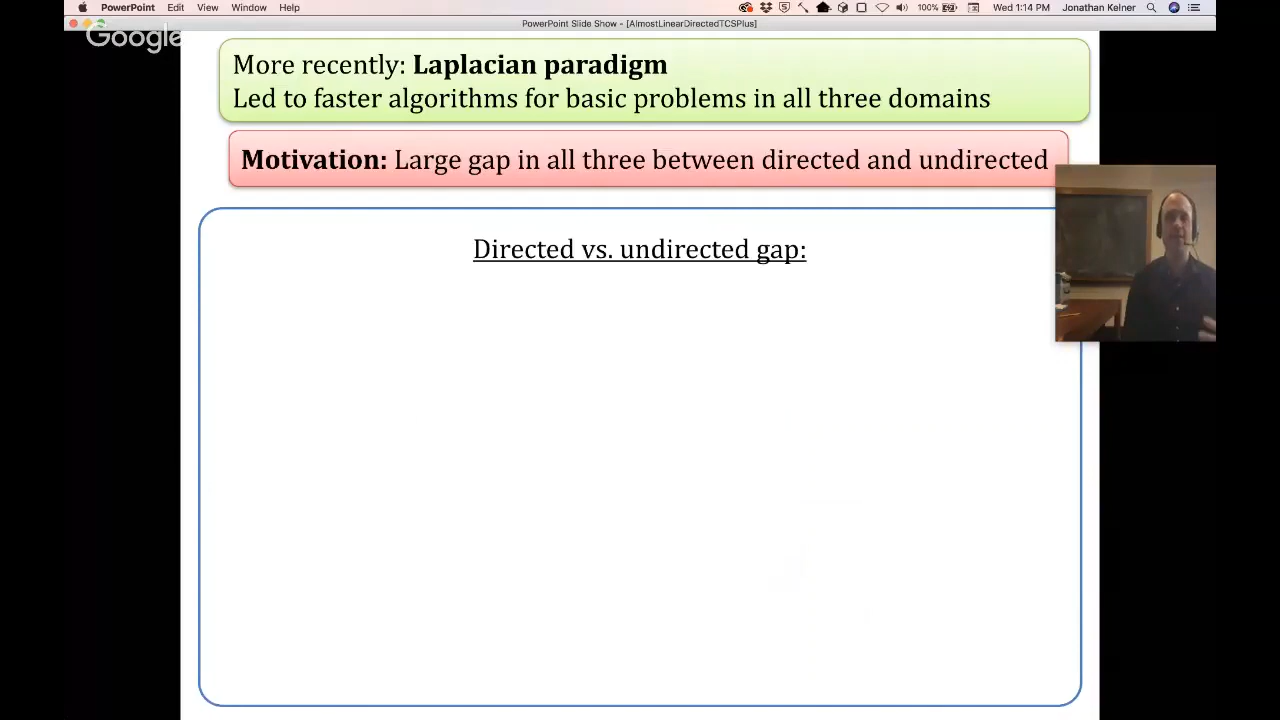 PowerPoint Edit View Window Help 100% Wed 1:14 PM Jonathan Kelner
PowerPoint Slide Show - [AlmostLinearDirectedTCSPlus]
Google
More recently: Laplacian paradigm
Led to faster algorithms for basic problems in all three domains
Motivation: Large gap in all three between directed and undirected
Directed vs. undirected gap: